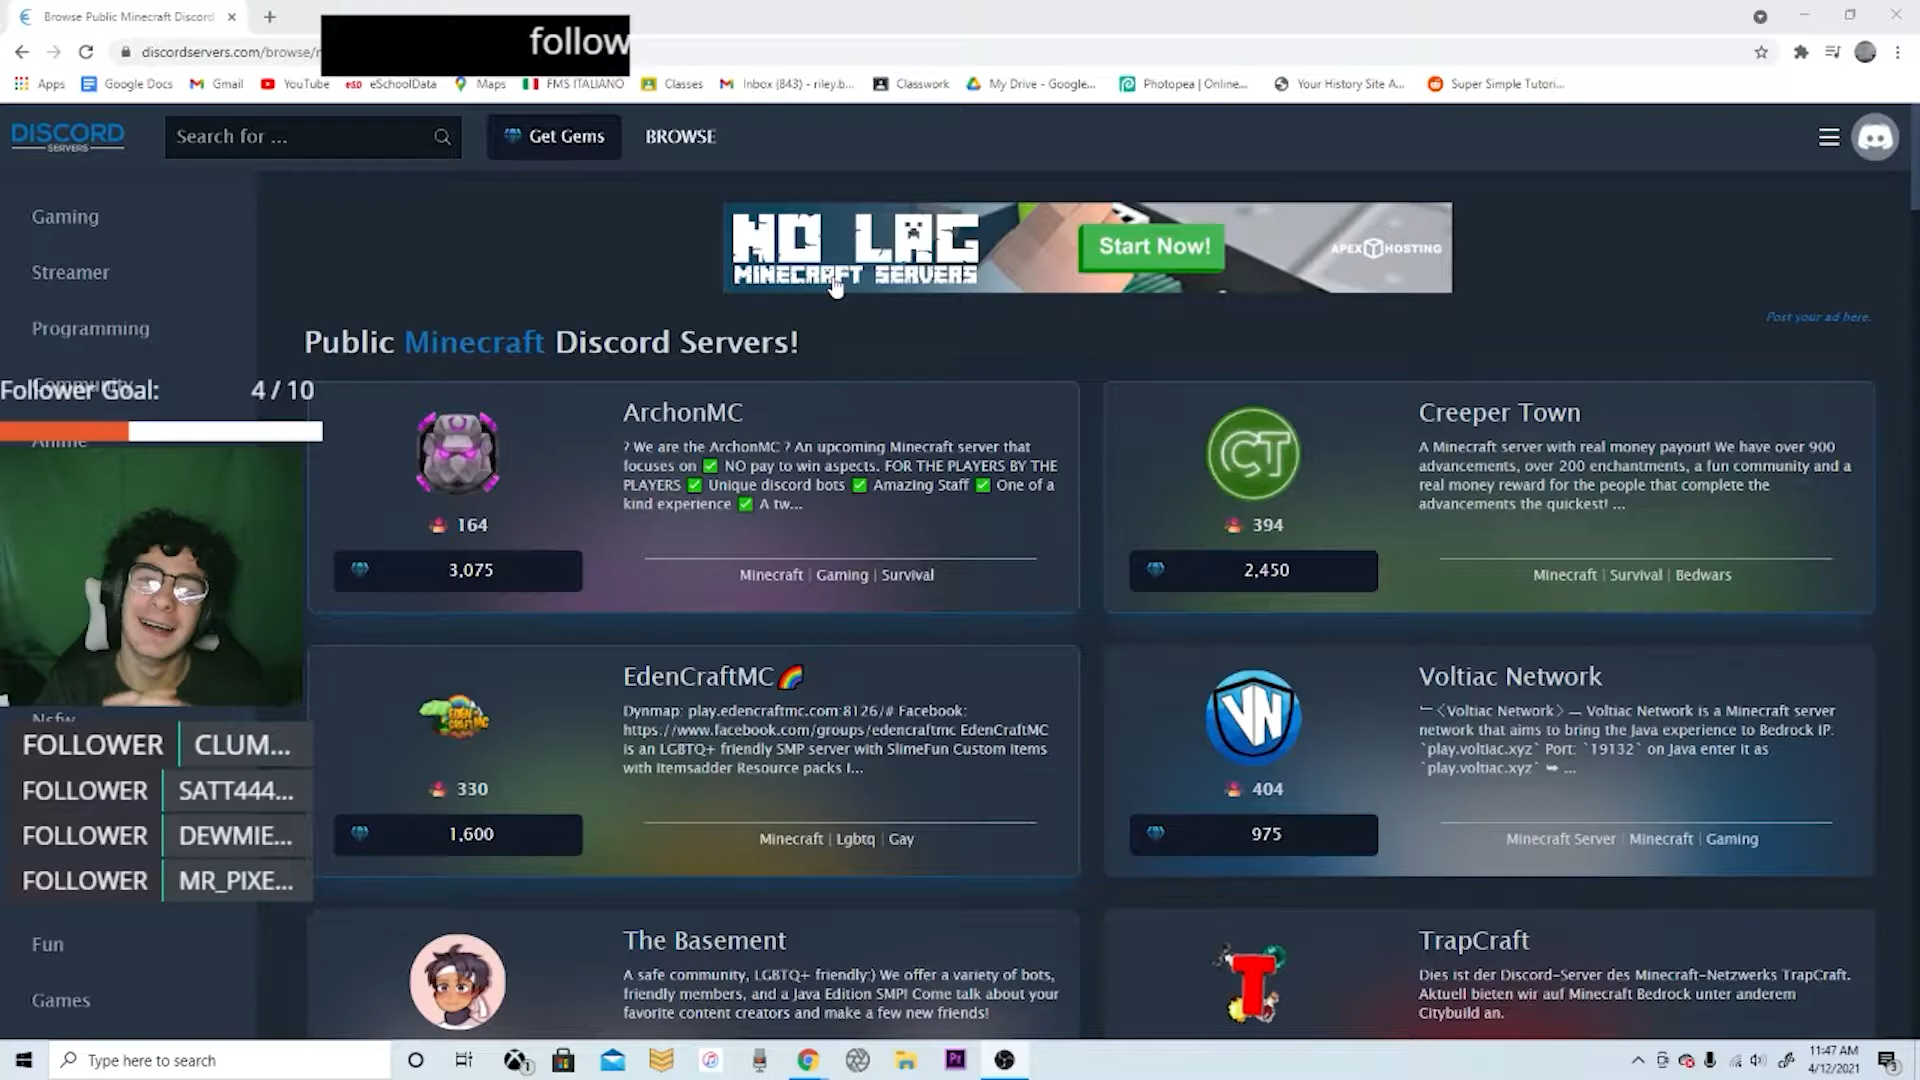 Browse Public Minecraft Discord
follow
discordservers.com/browse/
Apps
Google Docs
Gmail
YouTube
eSchoolData
Maps
FMS ITALIANO
Classes
Inbox (843) - riley.b...
Classwork
My Drive - Google...
Photopea | Online...
Your History Site A...
Super Simple Tutori...
DISCORD
SERVERS
Search for ...
Get Gems
BROWSE
Gaming
Streamer
Programming
Community
Follower Goal: 4 / 10
Anime
Nsfw
FOLLOWER CLUM...
FOLLOWER SATT444...
FOLLOWER DEWMIE...
FOLLOWER MR_PIXE...
Fun
Games
NO LAG
MINECRAFT SERVERS
Start Now!
APEX HOSTING
Post your ad here.
Public Minecraft Discord Servers!
ArchonMC
? We are the ArchonMC ? An upcoming Minecraft server that
focuses on ✅ NO pay to win aspects. FOR THE PLAYERS BY THE
PLAYERS ✅ Unique discord bots ✅ Amazing Staff ✅ One of a
kind experience ✅ A tw...
164
3,075
Minecraft | Gaming | Survival
CT
Creeper Town
A Minecraft server with real money payout! We have over 900
advancements, over 200 enchantments, a fun community and a
real money reward for the people that complete the
advancements the quickest! ...
394
2,450
Minecraft | Survival | Bedwars
EDEN
CRAFT MC
EdenCraftMC🌈
Dynmap: play.edencraftmc.com:8126/# Facebook:
https://www.facebook.com/groups/edencraftmc EdenCraftMC
is an LGBTQ+ friendly SMP server with SlimeFun Custom items
with Itemsadder Resource packs I...
330
1,600
Minecraft | Lgbtq | Gay
VN
Voltiac Network
╰─〈Voltiac Network〉— Voltiac Network is a Minecraft server
network that aims to bring the Java experience to Bedrock IP.
`play.voltiac.xyz` Port: `19132` on Java enter it as
`play.voltiac.xyz` ➥ ...
404
975
Minecraft Server | Minecraft | Gaming
The Basement
A safe community, LGBTQ+ friendly:) We offer a variety of bots,
friendly members, and a Java Edition SMP! Come talk about your
favorite content creators and make a few new friends!
T
TrapCraft
Dies ist der Discord-Server des Minecraft-Netzwerks TrapCraft.
Aktuell bieten wir auf Minecraft Bedrock unter anderem
Citybuild an.
Type here to search
1
Pr
11:47 AM
4/12/2021
3